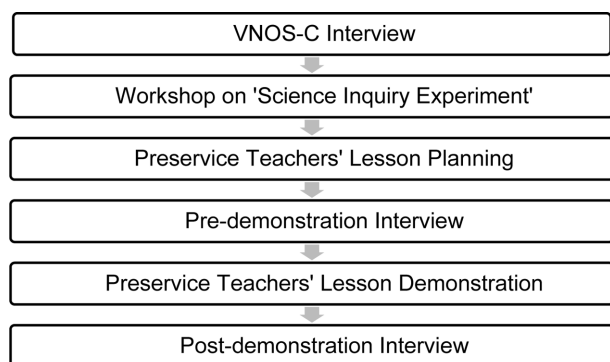 VNOS-C Interview
Workshop on 'Science Inquiry Experiment'
Preservice Teachers' Lesson Planning
Pre-demonstration Interview
Preservice Teachers' Lesson Demonstration
Post-demonstration Interview